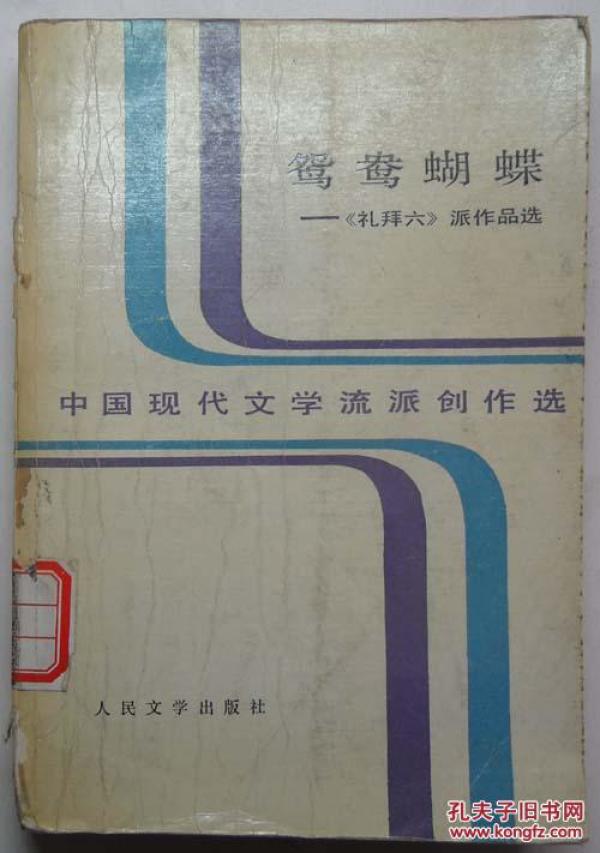 鸳鸯蝴蝶
——《礼拜六》派作品选
中国现代文学流派创作选
人民文学出版社
孔夫子旧书网
www.kongfz.com